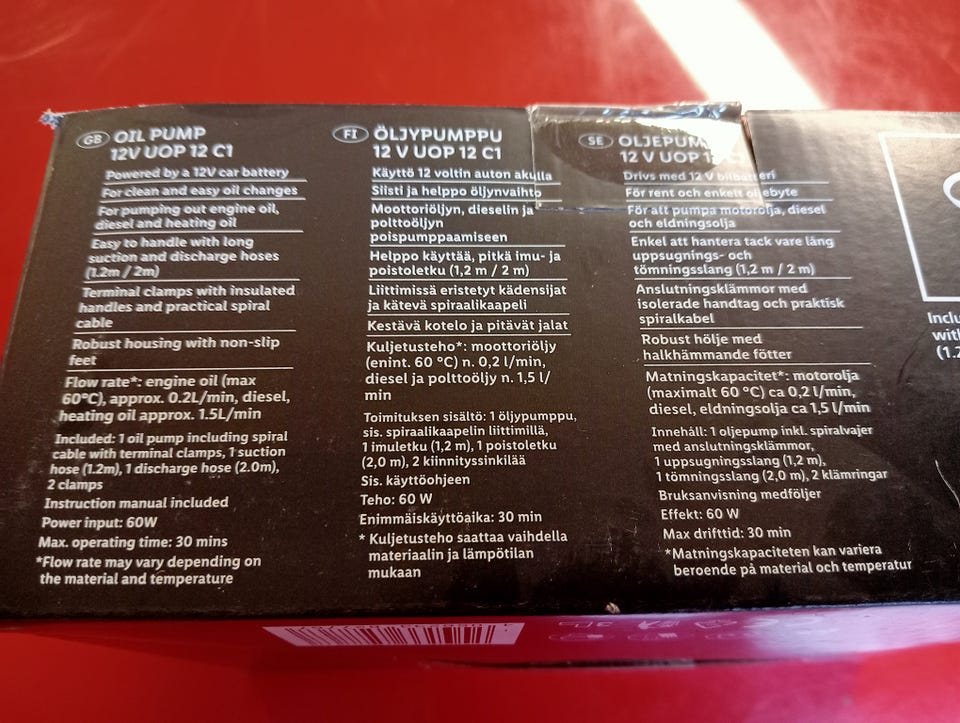 GB OIL PUMP
12V UOP 12 C1
Powered by a 12V car battery
For clean and easy oil changes
For pumping out engine oil,
diesel and heating oil
Easy to handle with long
suction and discharge hoses
(1.2m / 2m)
Terminal clamps with insulated
handles and practical spiral
cable
Robust housing with non-slip
feet
Flow rate*: engine oil (max
60°C), approx. 0.2L/min, diesel,
heating oil approx. 1.5L/min
Included: 1 oil pump including spiral
cable with terminal clamps, 1 suction
hose (1.2m), 1 discharge hose (2.0m),
2 clamps
Instruction manual included
Power input: 60W
Max. operating time: 30 mins
*Flow rate may vary depending on
the material and temperature
FI ÖLJYPUMPPU
12 V UOP 12 C1
Käyttö 12 voltin auton akulla
Siisti ja helppo öljynvaihto
Moottoriöljyn, dieselin ja
polttoöljyn
poispumppaamiseen
Helppo käyttää, pitkä imu- ja
poistoletku (1,2 m / 2 m)
Liittimissä eristetyt kädensijat
ja kätevä spiraalikaapeli
Kestävä kotelo ja pitävät jalat
Kuljetusteho*: moottoriöljy
(enint. 60 °C) n. 0,2 l/min,
diesel ja polttoöljy n. 1,5 l/
min
Toimituksen sisältö: 1 öljypumppu,
sis. spiraalikaapelin liittimillä,
1 imuletku (1,2 m), 1 poistoletku
(2,0 m), 2 kiinnityssinkilää
Sis. käyttöohjeen
Teho: 60 W
Enimmäiskäyttöaika: 30 min
* Kuljetusteho saattaa vaihdella
materiaalin ja lämpötilan
mukaan
SE OLJEPUM
12 V UOP 12 C1
Drivs med 12 V bilbatteri
För rent och enkelt oljebyte
För att pumpa motorolja, diesel
och eldningsolja
Enkel att hantera tack vare lång
uppsugnings- och
tömningsslang (1,2 m / 2 m)
Anslutningsklämmor med
isolerade handtag och praktisk
spiralkabel
Robust hölje med
halkhämmande fötter
Matningskapacitet*: motorolja
(maximalt 60 °C) ca 0,2 l/min,
diesel, eldningsolja ca 1,5 l/min
Innehåll: 1 oljepump inkl. spiralvajer
med anslutningsklämmor,
1 uppsugningsslang (1,2 m),
1 tömningsslang (2,0 m), 2 klämringar
Bruksanvisning medföljer
Effekt: 60 W
Max drifttid: 30 min
*Matningskapaciteten kan variera
beroende på material och temperatur
Inclu
with
(1.2